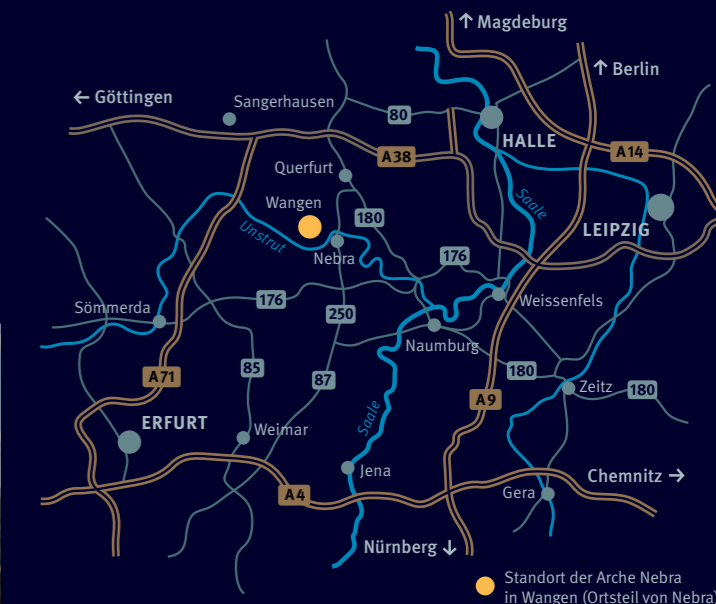 ↑ Magdeburg
↑ Berlin
← Göttingen
Sangerhausen
80
HALLE
A14
A38
Querfurt
Wangen
180
Saale
LEIPZIG
Unstrut
Nebra
176
176
Weissenfels
Sömmerda
250
Naumburg
A71
85
87
180
Zeitz
180
A9
ERFURT
Weimar
Saale
Jena
Chemnitz →
A4
Gera
Nürnberg ↓
Standort der Arche Nebra
in Wangen (Ortsteil von Nebra)